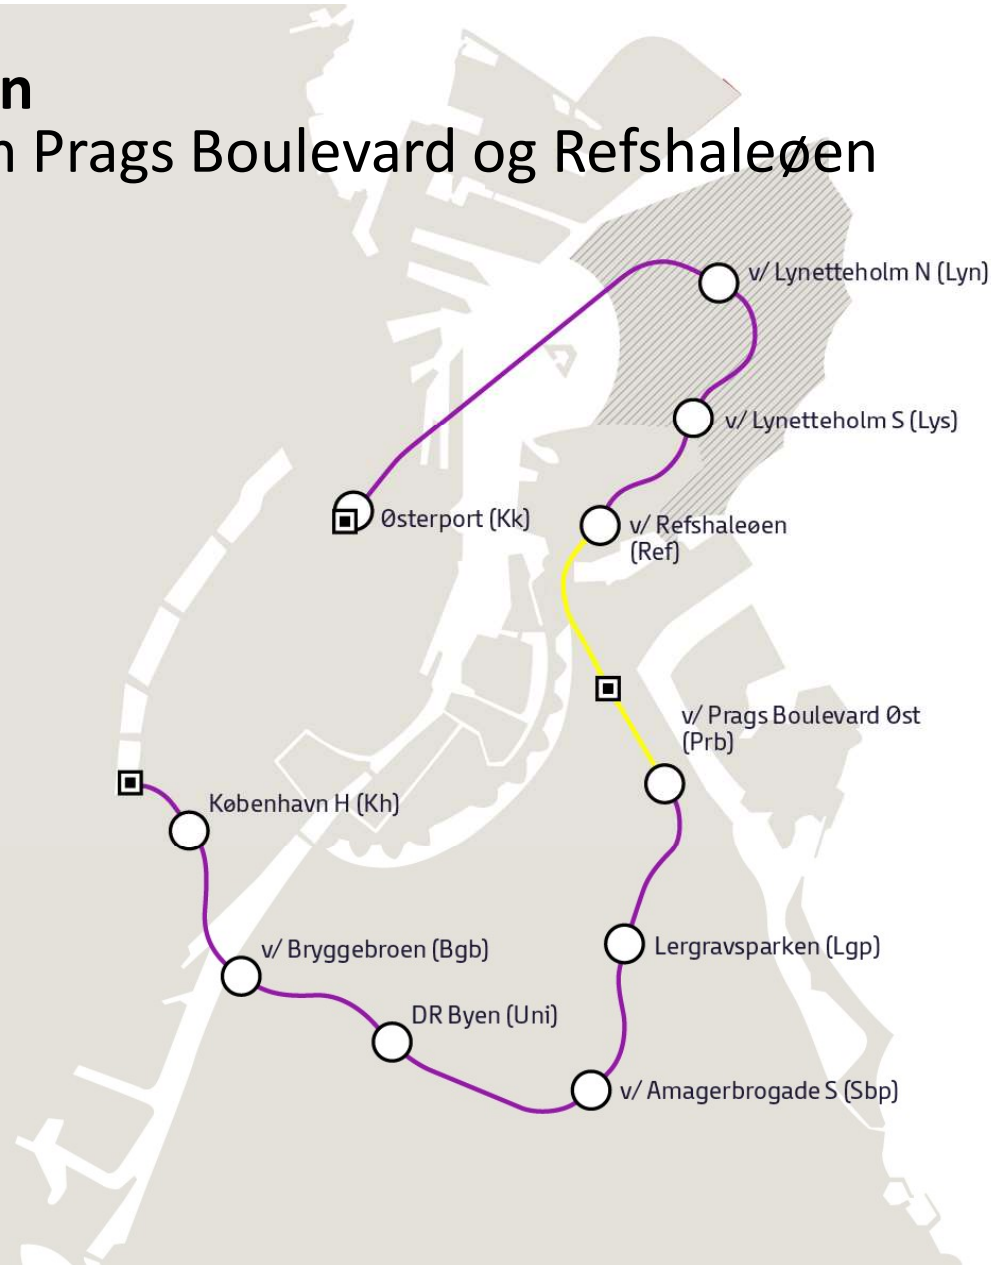 n
n Prags Boulevard og Refshaleøen
v/ Lynetteholm N (Lyn)
v/ Lynetteholm S (Lys)
Østerport (Kk)
v/ Refshaleøen
(Ref)
v/ Prags Boulevard Øst
(Prb)
København H (Kh)
v/ Bryggebroen (Bgb)
Lergravsparken (Lgp)
DR Byen (Uni)
v/ Amagerbrogade S (Sbp)